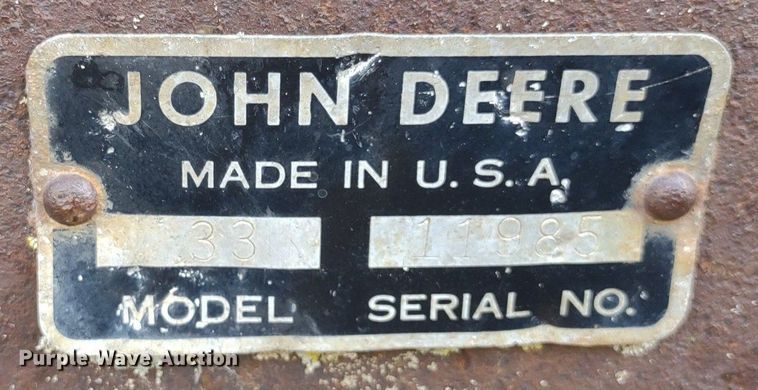 JOHN DEERE
MADE IN U.S.A.
33 11985
MODEL SERIAL NO.
Purple Wave Auction